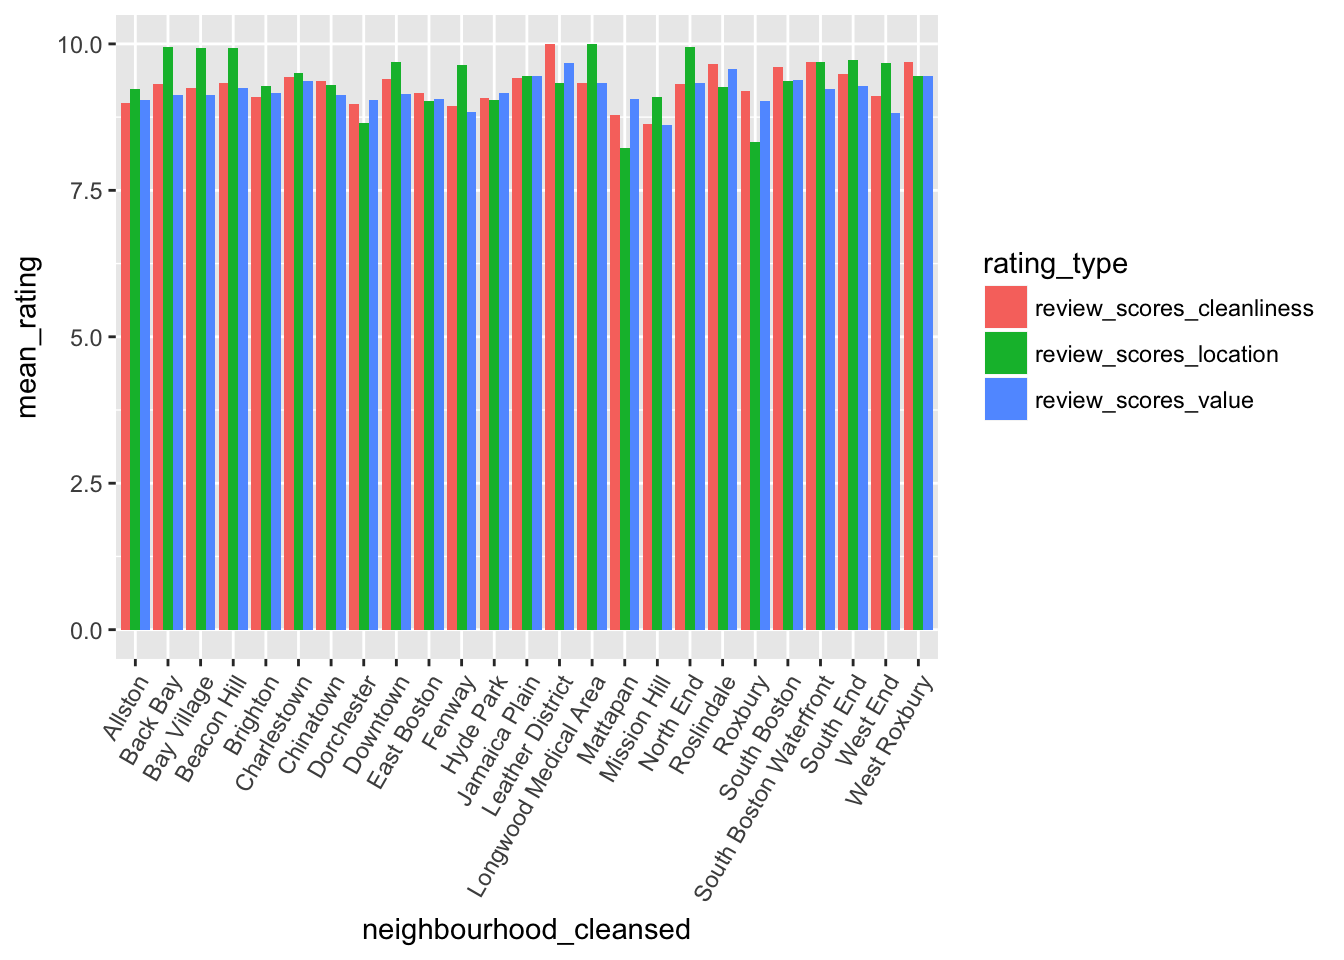 10.0
7.5
5.0
2.5
0.0
mean_rating
Allston
Back Bay
Bay Village
Beacon Hill
Brighton
Charlestown
Chinatown
Dorchester
Downtown
East Boston
Fenway
Hyde Park
Jamaica Plain
Leather District
Longwood Medical Area
Mattapan
Mission Hill
North End
Roslindale
Roxbury
South Boston
South Boston Waterfront
South End
West End
West Roxbury
neighbourhood_cleansed
rating_type
review_scores_cleanliness
review_scores_location
review_scores_value